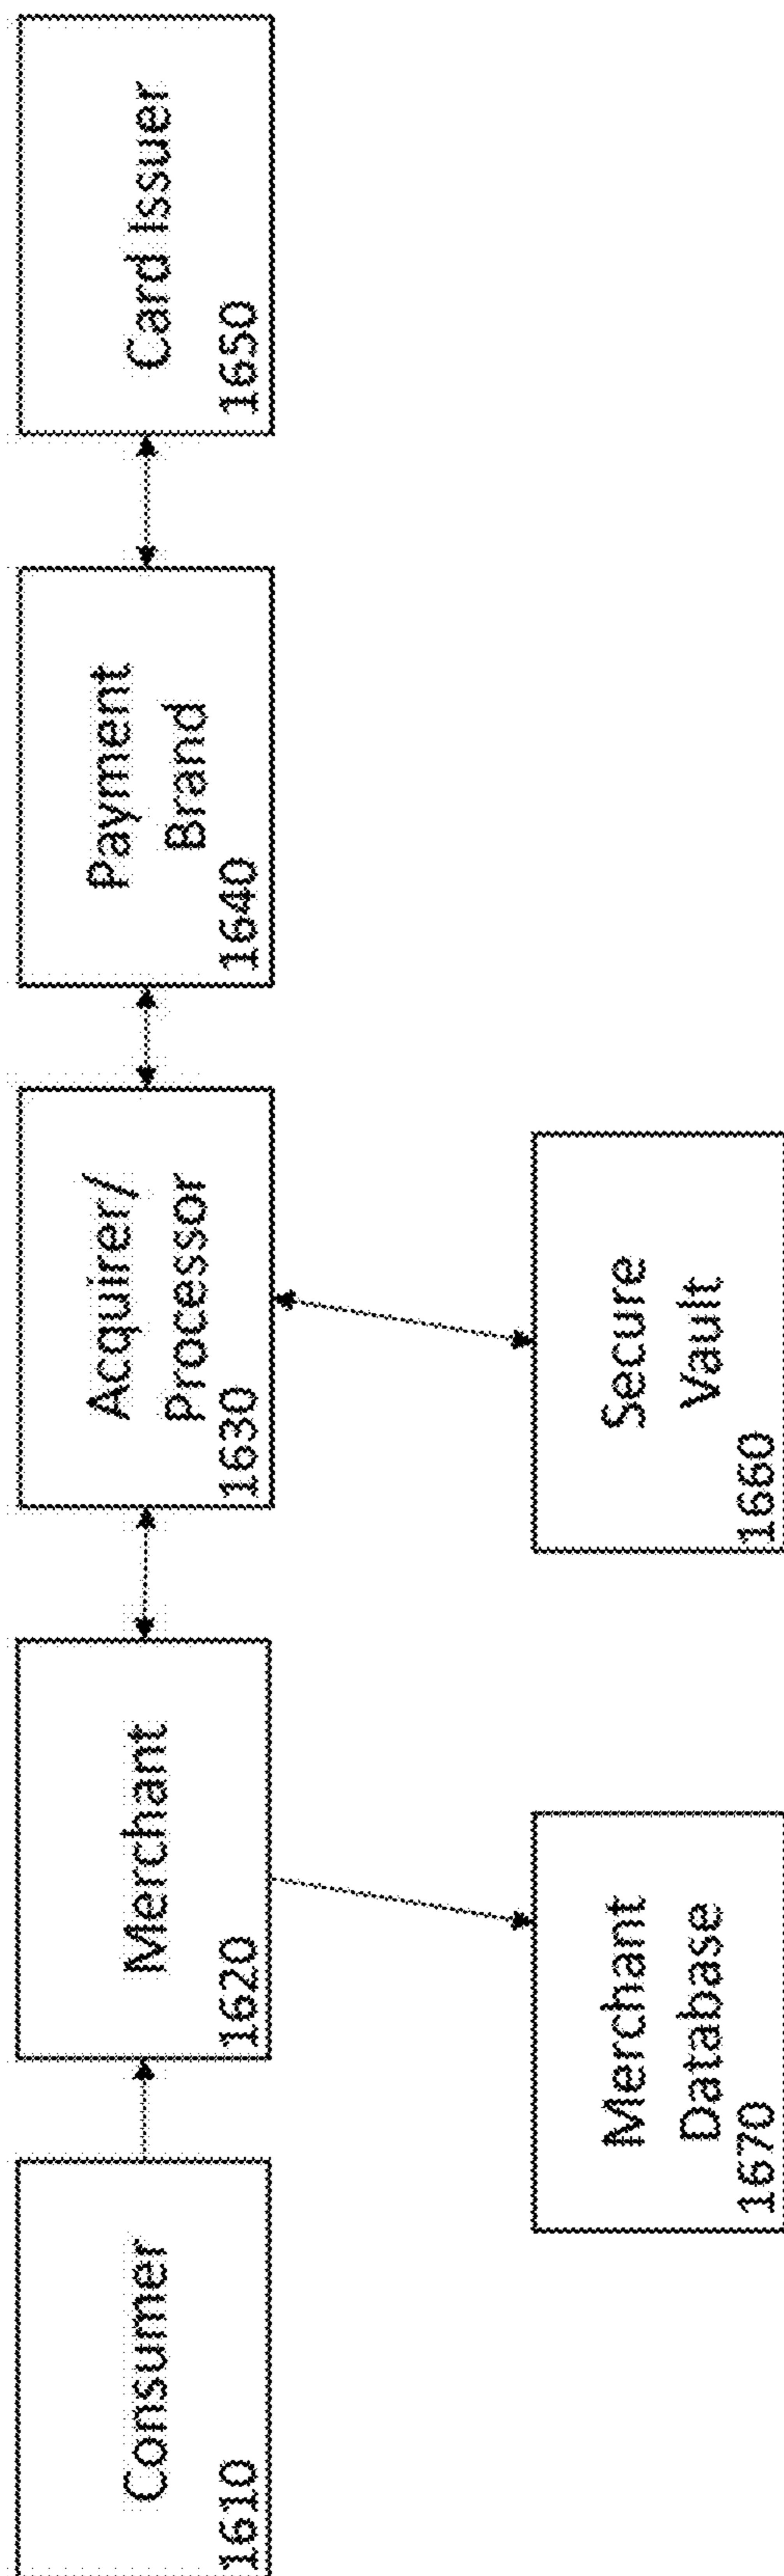 Consumer
1610
Merchant
1620
Acquirer/
Processor
1630
Payment
Brand
1640
Card Issuer
1650
Merchant
Database
1670
Secure
Vault
1660